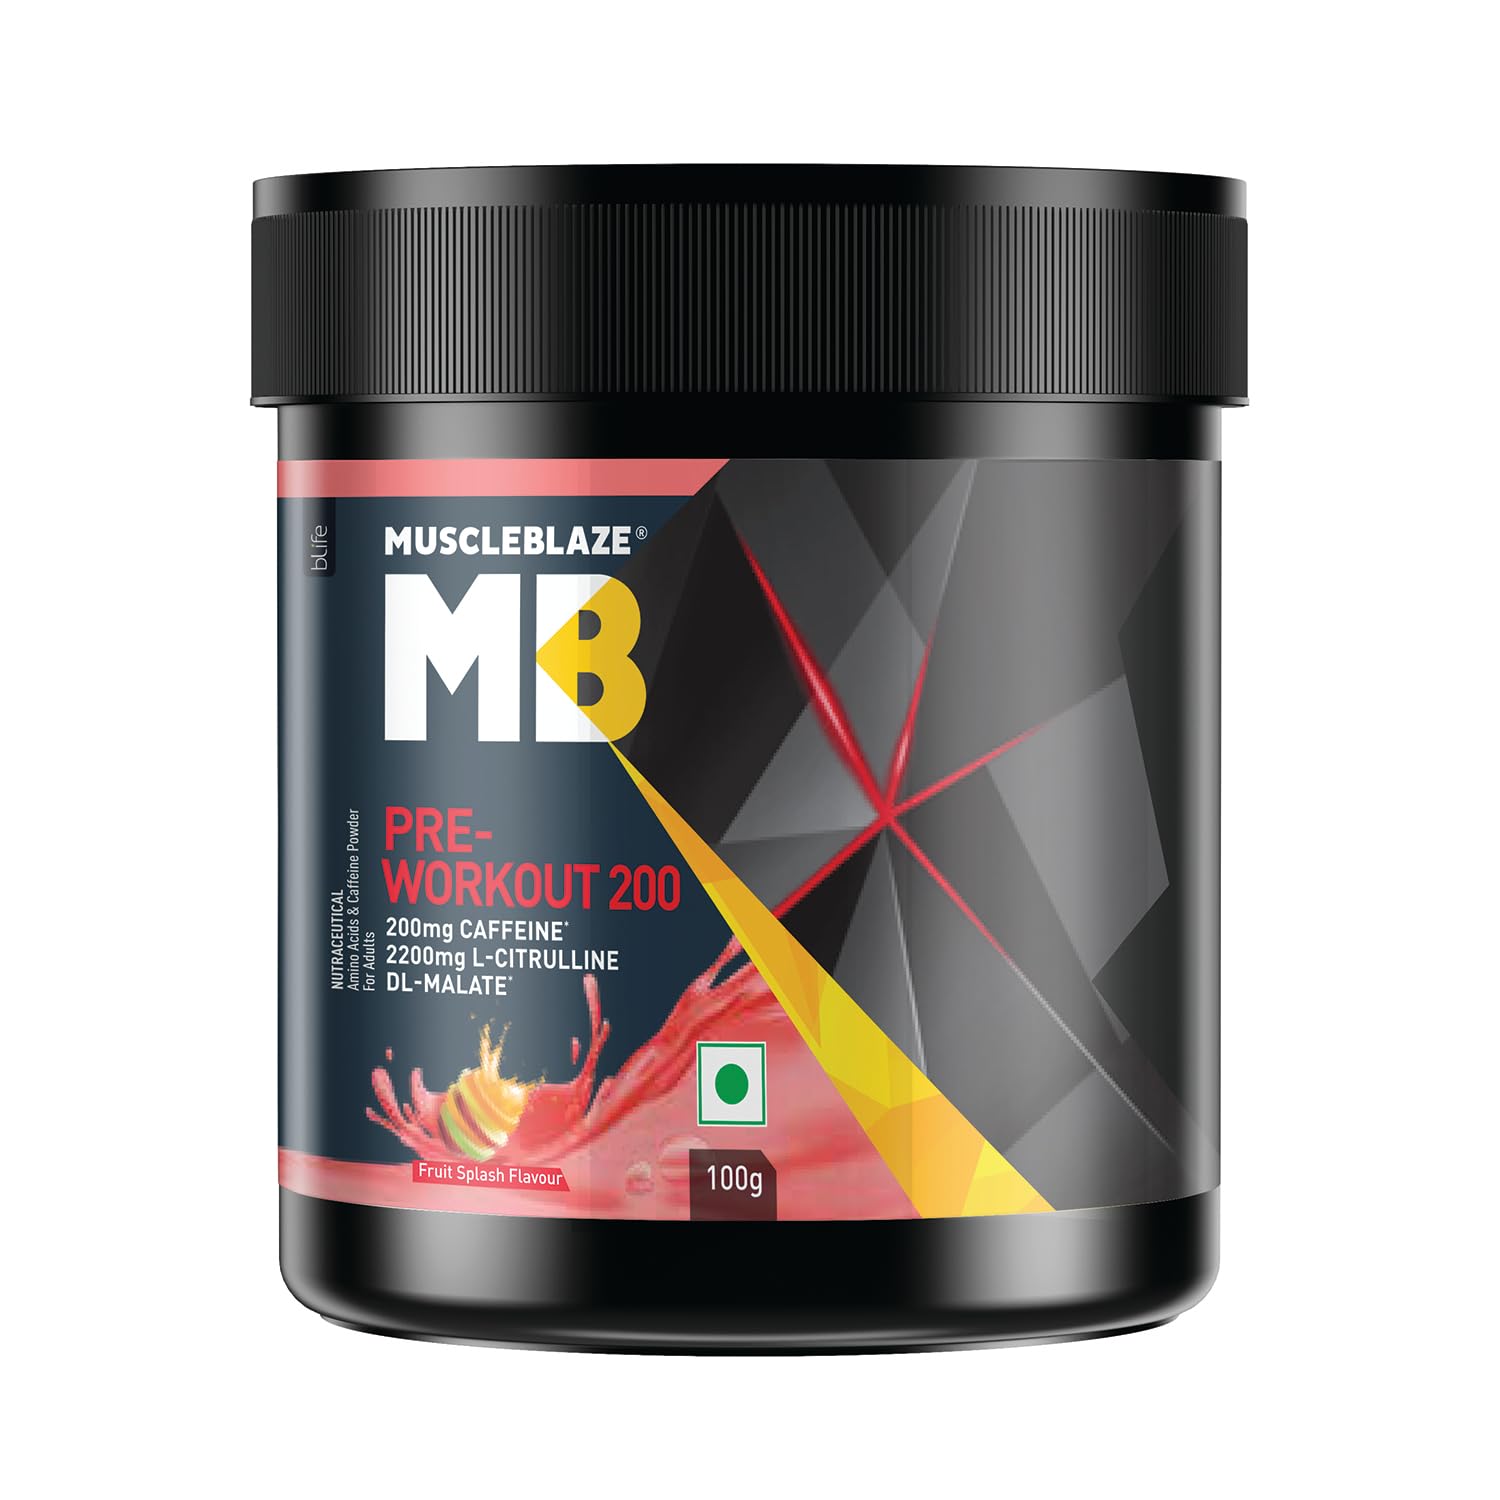 bLife
MUSCLEBLAZE®
MB
PRE-
WORKOUT 200
200mg CAFFEINE*
2200mg L-CITRULLINE
DL-MALATE*
NUTRACEUTICAL
Amino Acids & Caffeine Powder
For Adults
Fruit Splash Flavour
100g